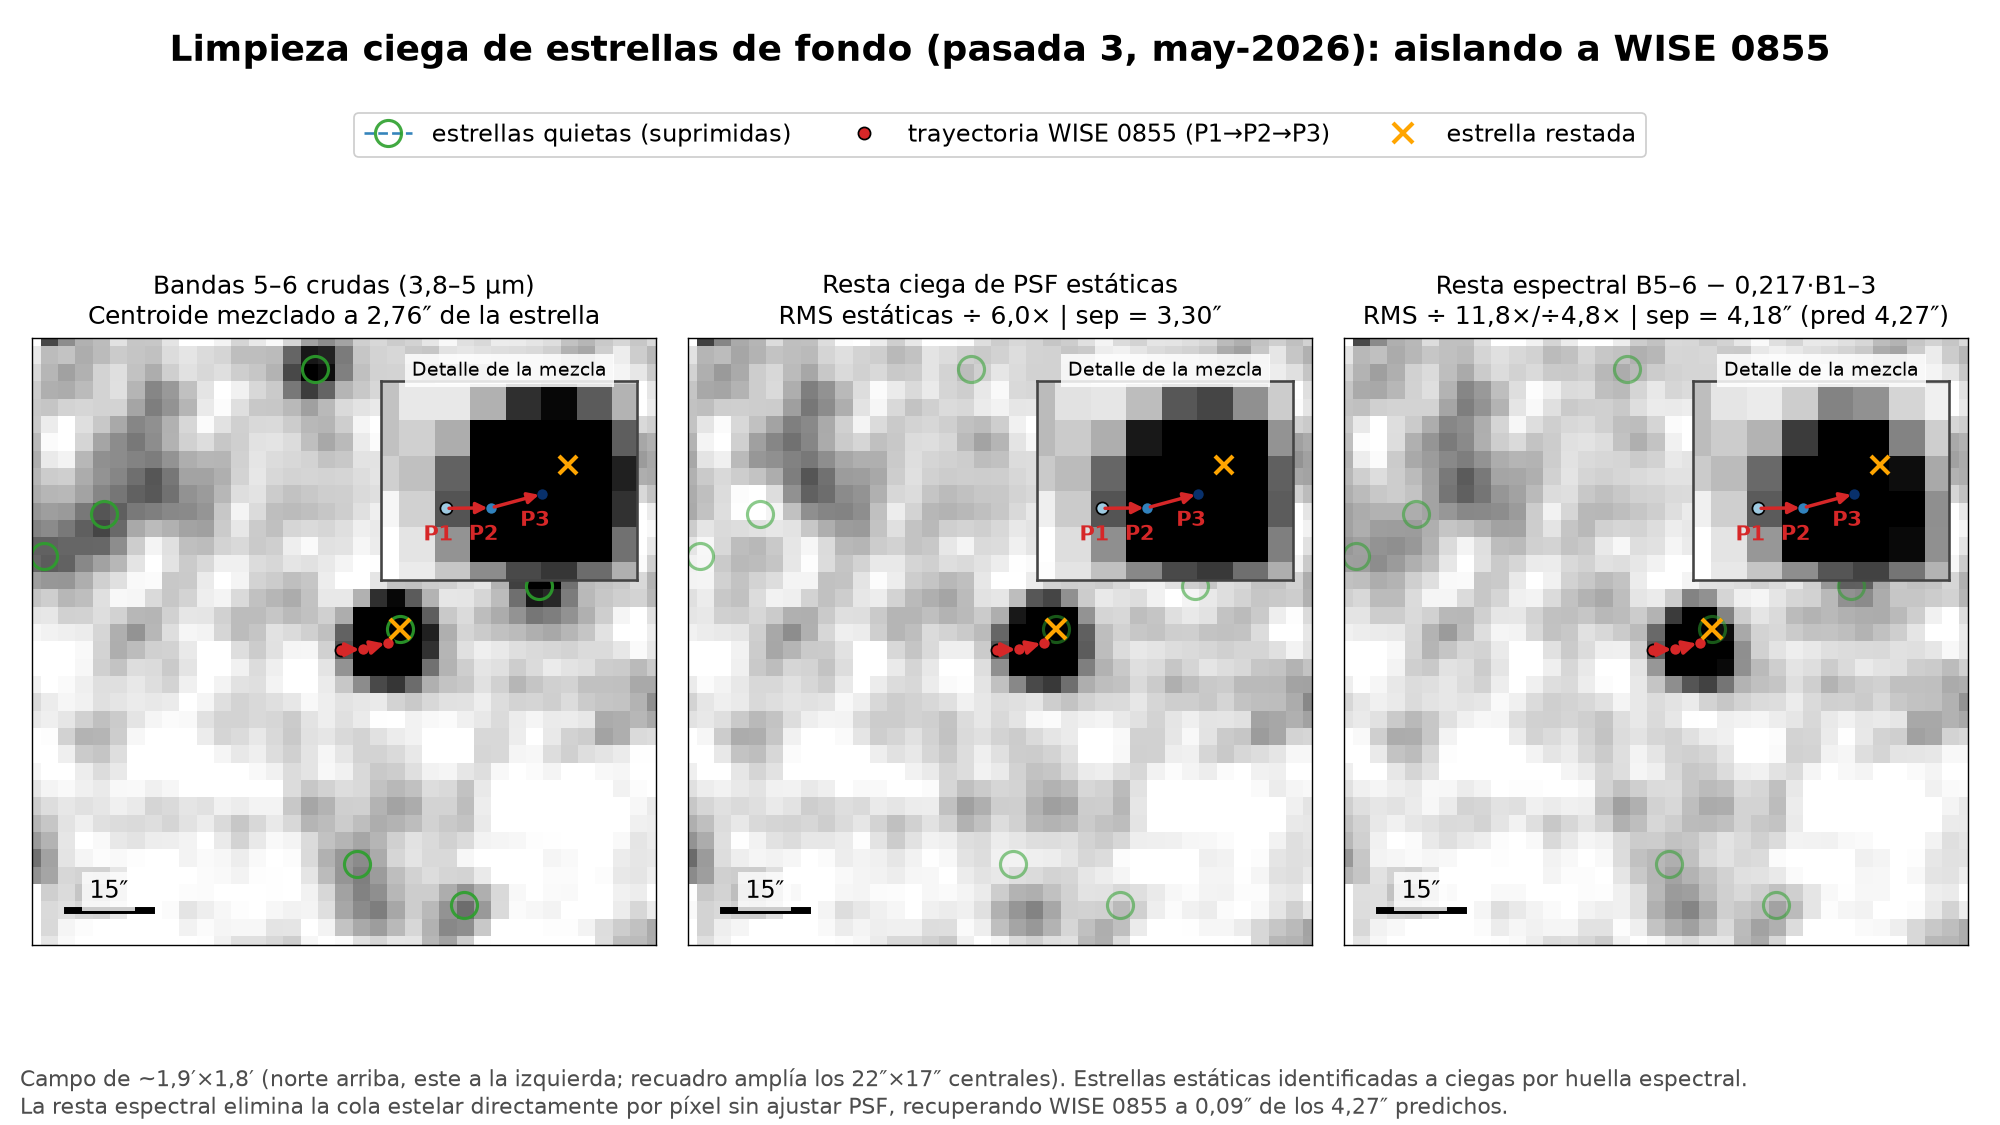 Limpieza ciega de estrellas de fondo (pasada 3, may-2026): aislando a WISE 0855
estrellas quietas (suprimidas)
trayectoria WISE 0855 (P1→P2→P3)
estrella restada
Bandas 5–6 crudas (3,8–5 µm)
Centroide mezclado a 2,76″ de la estrella
Detalle de la mezcla
P1
P2
P3
15″
Resta ciega de PSF estáticas
RMS estáticas ÷ 6,0× | sep = 3,30″
Detalle de la mezcla
P1
P2
P3
15″
Resta espectral B5–6 − 0,217·B1–3
RMS ÷ 11,8×/÷4,8× | sep = 4,18″ (pred 4,27″)
Detalle de la mezcla
P1
P2
P3
15″
Campo de ~1,9′×1,8′ (norte arriba, este a la izquierda; recuadro amplía los 22″×17″ centrales). Estrellas estáticas identificadas a ciegas por huella espectral.
La resta espectral elimina la cola estelar directamente por píxel sin ajustar PSF, recuperando WISE 0855 a 0,09″ de los 4,27″ predichos.